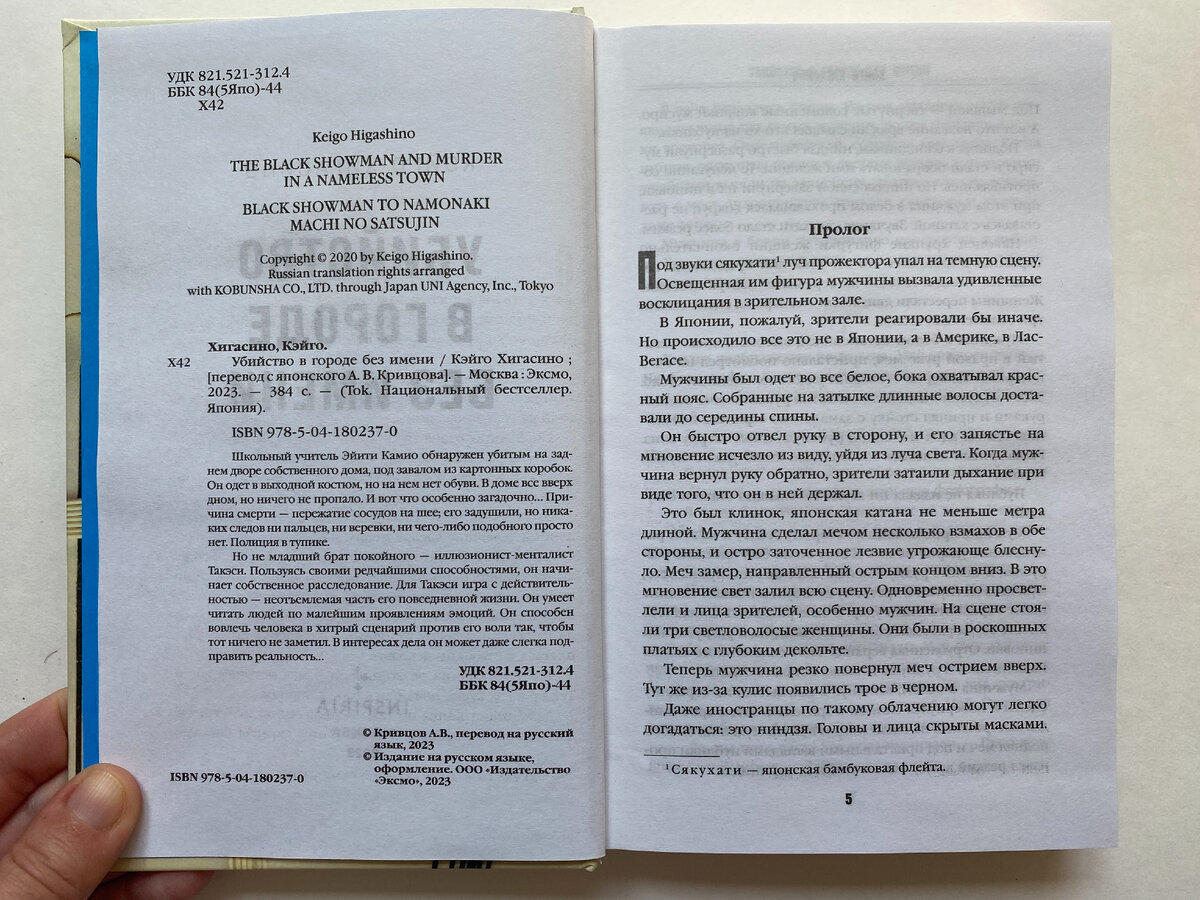 УДК 821.521-312.4
ББК 84(5Япо)-44
Х42
Keigo Higashino
THE BLACK SHOWMAN AND MURDER
IN A NAMELESS TOWN
BLACK SHOWMAN TO NAMONAKI
MACHI NO SATSUJIN
Copyright © 2020 by Keigo Higashino.
Russian translation rights arranged
with KOBUNSHA CO., LTD. through Japan UNI Agency, Inc., Tokyo
Хигасино, Кэйго.
Х42 Убийство в городе без имени / Кэйго Хигасино ;
[перевод с японского А. В. Кривцова]. — Москва : Эксмо,
2023. — 384 с. — (Tok. Национальный бестселлер.
Япония).
ISBN 978-5-04-180237-0
Школьный учитель Эйити Камио обнаружен убитым на зад-
нем дворе собственного дома, под завалом из картонных коробок.
Он одет в выходной костюм, но на нем нет обуви. В доме все вверх
дном, но ничего не пропало. И вот что особенно загадочно... При-
чина смерти — пережатие сосудов на шее; его задушили, но ника-
ких следов ни пальцев, ни веревки, ни чего-либо подобного просто
нет. Полиция в тупике.
Но не младший брат покойного — иллюзионист-менталист
Такэси. Пользуясь своими редчайшими способностями, он начи-
нает собственное расследование. Для Такэси игра с действитель-
ностью — неотъемлемая часть его повседневной жизни. Он умеет
читать людей по малейшим проявлениям эмоций. Он способен
вовлечь человека в хитрый сценарий против его воли так, чтобы
тот ничего не заметил. В интересах дела он может даже слегка под-
править реальность...
УДК 821.521-312.4
ББК 84(5Япо)-44
© Кривцов А.В., перевод на русский
язык, 2023
© Издание на русском языке,
оформление. ООО «Издательство
«Эксмо», 2023
ISBN 978-5-04-180237-0
Пролог
Под звуки сякухати¹ луч прожектора упал на темную сцену.
Освещенная им фигура мужчины вызвала удивленные
восклицания в зрительном зале.
В Японии, пожалуй, зрители реагировали бы иначе.
Но происходило все это не в Японии, а в Америке, в Лас-
Вегасе.
Мужчины был одет во все белое, бока охватывал крас-
ный пояс. Собранные на затылке длинные волосы доста-
вали до середины спины.
Он быстро отвел руку в сторону, и его запястье на
мгновение исчезло из виду, уйдя из луча света. Когда муж-
чина вернул руку обратно, зрители затаили дыхание при
виде того, что он в ней держал.
Это был клинок, японская катана не меньше метра
длиной. Мужчина сделал мечом несколько взмахов в обе
стороны, и остро заточенное лезвие угрожающе блесну-
ло. Меч замер, направленный острым концом вниз. В это
мгновение свет залил всю сцену. Одновременно просвет-
лели и лица зрителей, особенно мужчин. На сцене стоя-
ли три светловолосые женщины. Они были в роскошных
платьях с глубоким декольте.
Теперь мужчина резко повернул меч острием вверх.
Тут же из-за кулис появились трое в черном.
Даже иностранцы по такому облачению могут легко
догадаться: это ниндзя. Головы и лица скрыты масками.
¹ Сякухати — японская бамбуковая флейта.
5